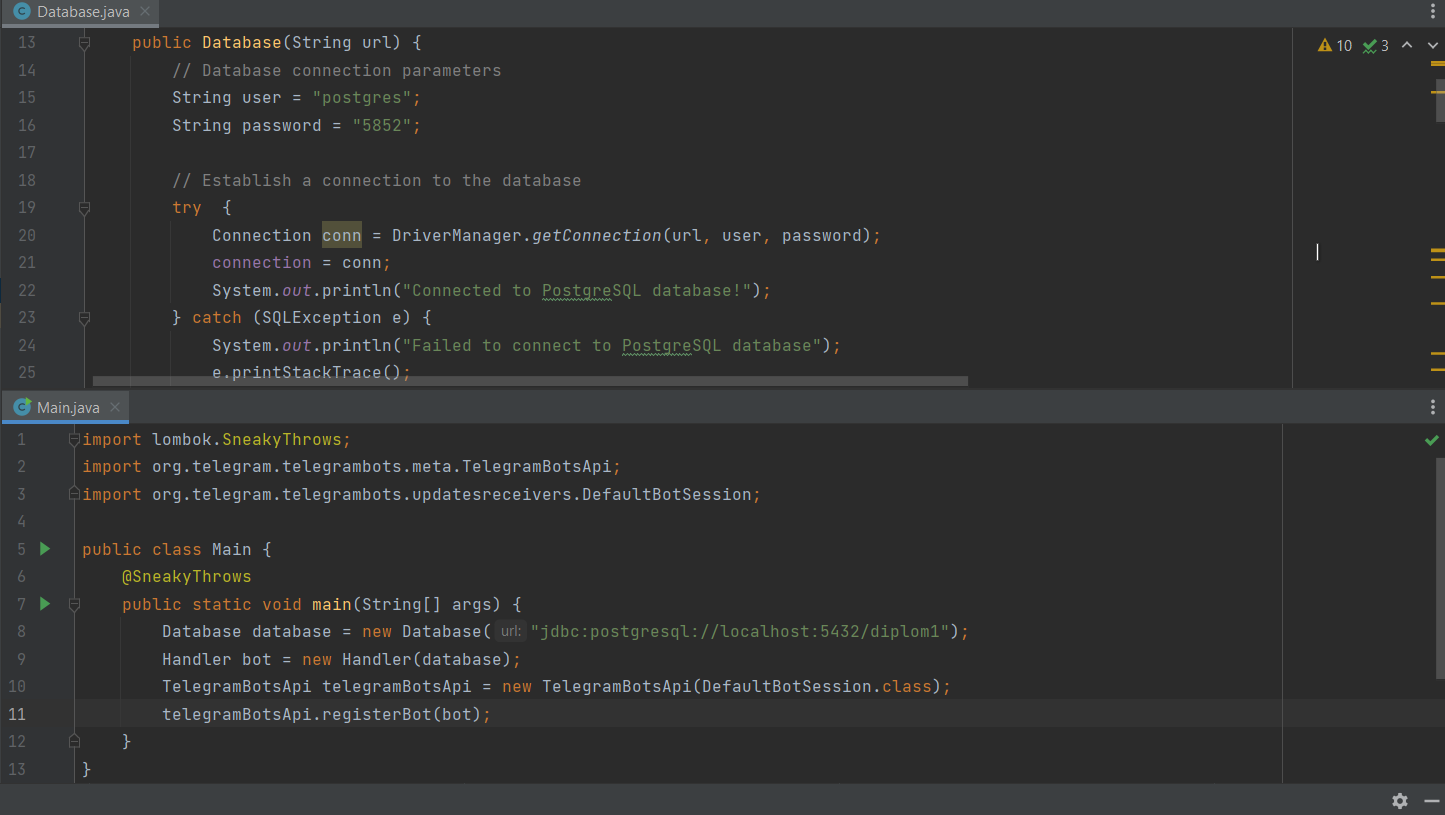 Database.java
10 3
13 public Database(String url) {
14 // Database connection parameters
15 String user = "postgres";
16 String password = "5852";
17
18 // Establish a connection to the database
19 try  {
20 Connection conn = DriverManager.getConnection(url, user, password);
21 connection = conn;
22 System.out.println("Connected to PostgreSQL database!");
23 } catch (SQLException e) {
24 System.out.println("Failed to connect to PostgreSQL database");
25 e.printStackTrace();
Main.java
1 import lombok.SneakyThrows;
2 import org.telegram.telegrambots.meta.TelegramBotsApi;
3 import org.telegram.telegrambots.updatesreceivers.DefaultBotSession;
4
5 public class Main {
6 @SneakyThrows
7 public static void main(String[] args) {
8 Database database = new Database( url: "jdbc:postgresql://localhost:5432/diplom1");
9 Handler bot = new Handler(database);
10 TelegramBotsApi telegramBotsApi = new TelegramBotsApi(DefaultBotSession.class);
11 telegramBotsApi.registerBot(bot);
12 }
13 }